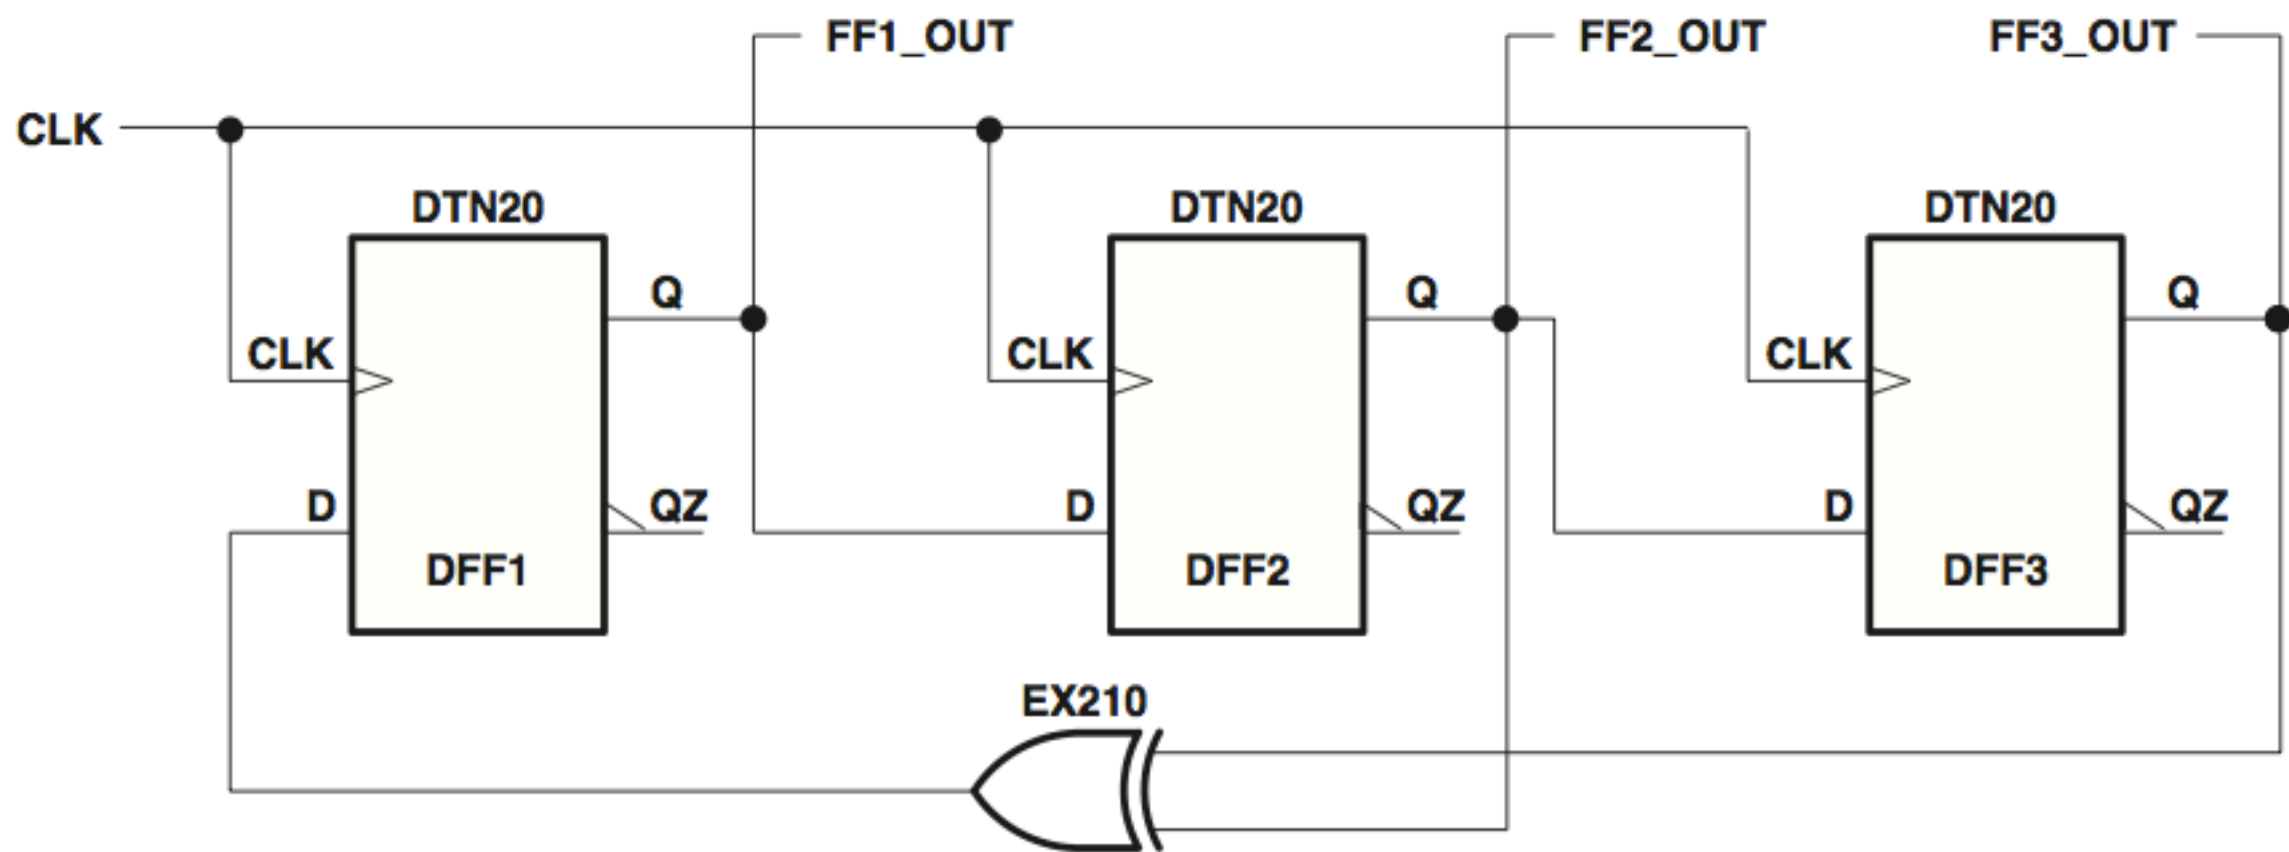 FF1_OUT FF2_OUT FF3_OUT
CLK
DTN20 DTN20 DTN20
Q Q Q
CLK CLK CLK
D QZ D QZ D QZ
DFF1 DFF2 DFF3
EX210